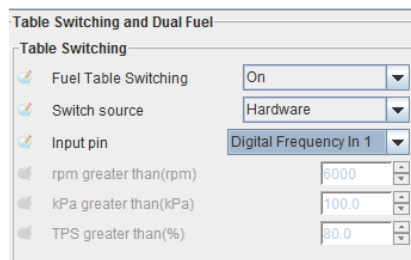 Table Switching and Dual Fuel
Table Switching
Fuel Table Switching On
Switch source Hardware
Input pin Digital Frequency In 1
rpm greater than(rpm) 6000
kPa greater than(kPa) 100.0
TPS greater than(%) 80.0